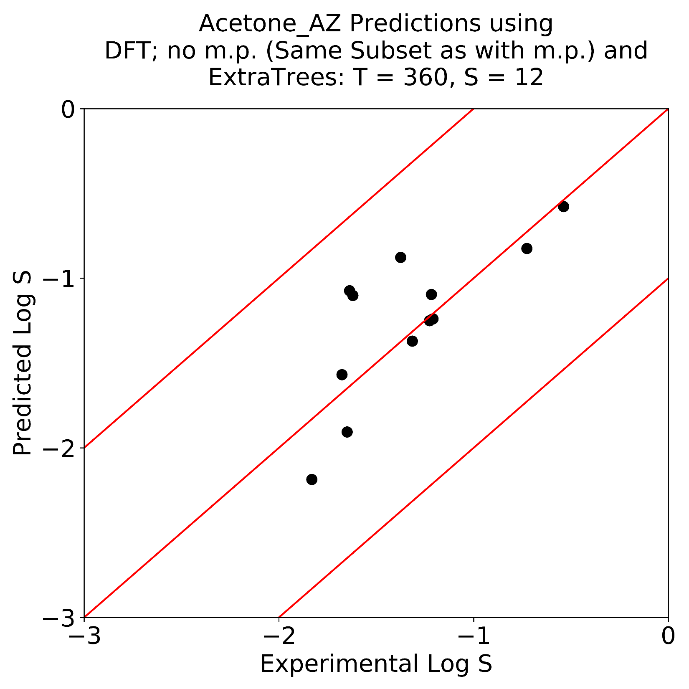 Acetone_AZ Predictions using
DFT; no m.p. (Same Subset as with m.p.) and
ExtraTrees: T = 360, S = 12
0
−1
−2
−3
Predicted Log S
−3 −2 −1 0
Experimental Log S